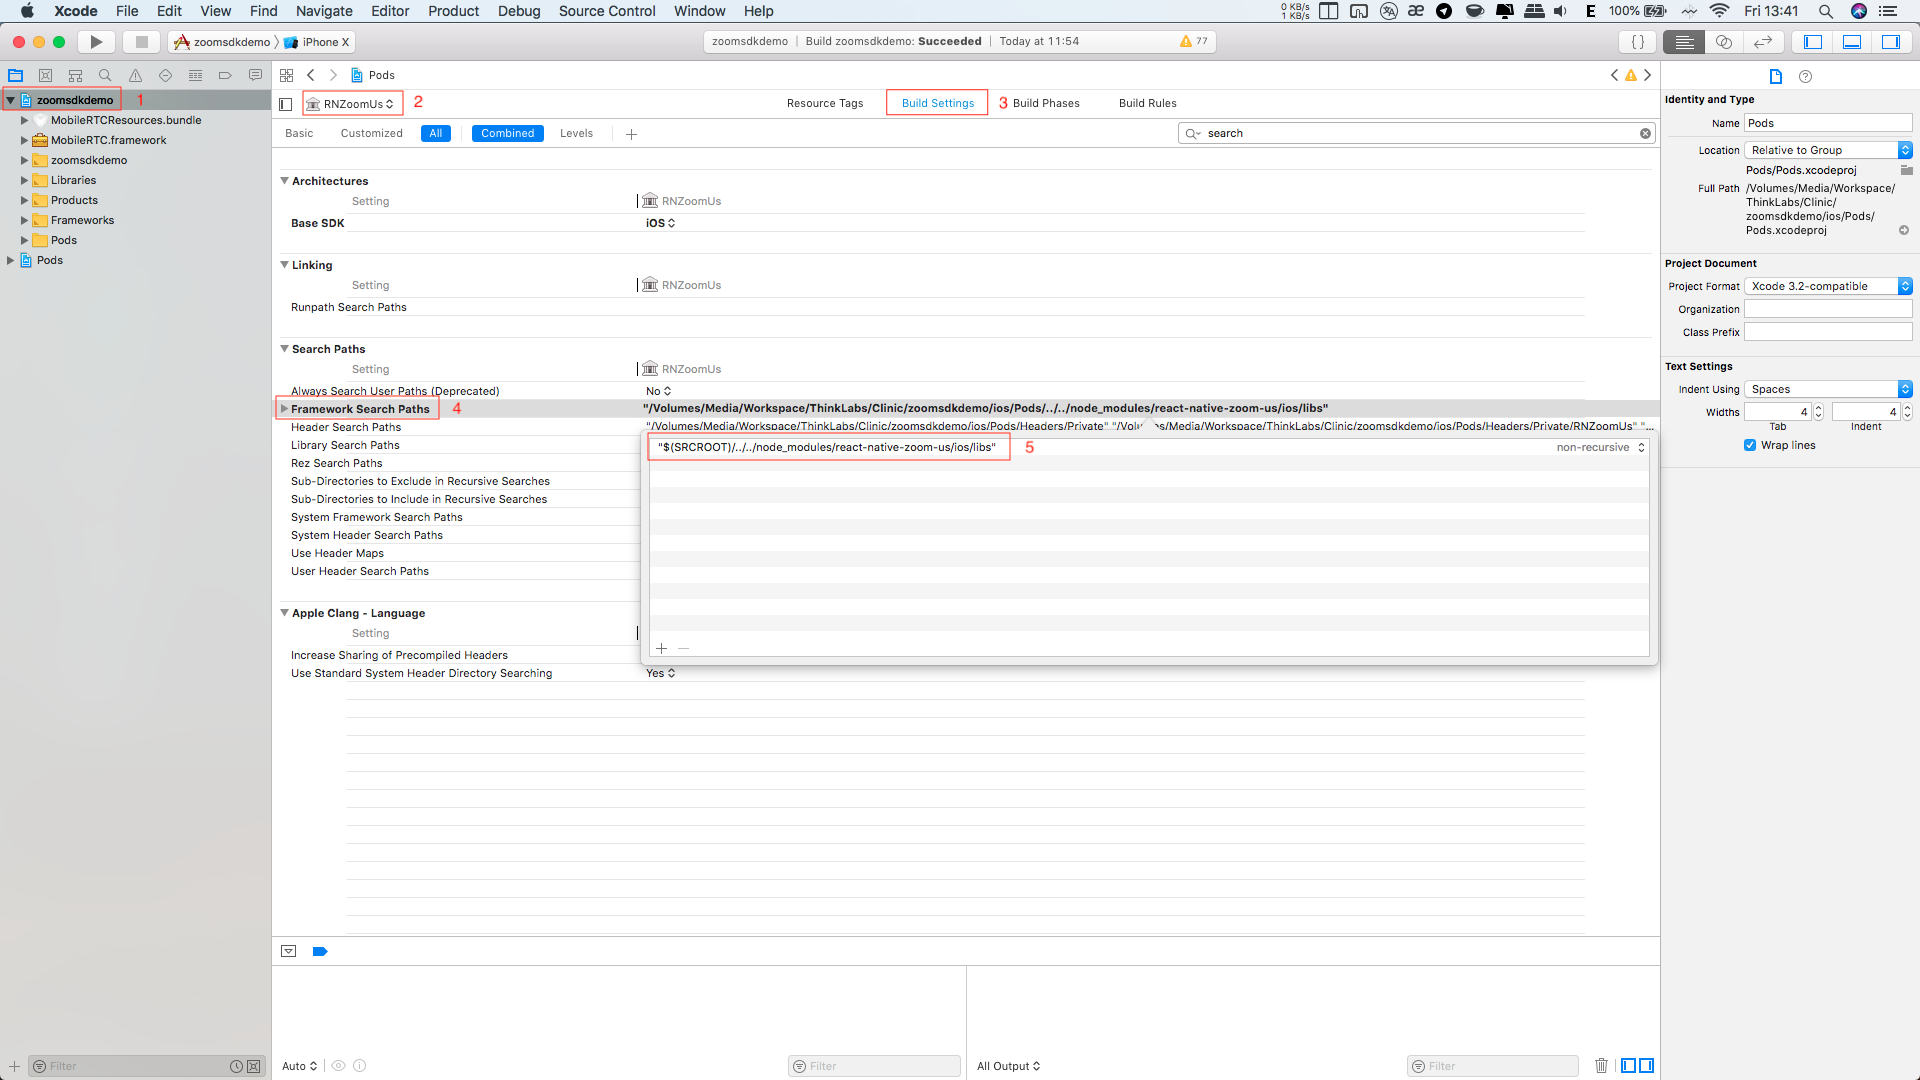 Xcode File Edit View Find Navigate Editor Product Debug Source Control Window Help
0 KB/s
1 KB/s
E 100% Fri 13:41
zoomsdkdemo iPhone X
zoomsdkdemo | Build zoomsdkdemo: Succeeded | Today at 11:54 77
{ }
Pods
zoomsdkdemo 1
MobileRTCResources.bundle
MobileRTC.framework
zoomsdkdemo
Libraries
Products
Frameworks
Pods
Pods
RNZoomUs 2
Resource Tags Build Settings 3 Build Phases Build Rules
Basic Customized All Combined Levels +
search
Architectures
Setting RNZoomUs
Base SDK iOS
Linking
Setting RNZoomUs
Runpath Search Paths
Search Paths
Setting RNZoomUs
Always Search User Paths (Deprecated) No
Framework Search Paths 4 "/Volumes/Media/Workspace/ThinkLabs/Clinic/zoomsdkdemo/ios/Pods/../../node_modules/react-native-zoom-us/ios/libs"
Header Search Paths "/Volumes/Media/Workspace/ThinkLabs/Clinic/zoomsdkdemo/ios/Pods/Headers/Private" "/Volumes/Media/Workspace/ThinkLabs/Clinic/zoomsdkdemo/ios/Pods/Headers/Private/RNZoomUs" "...
Library Search Paths "$(SRCROOT)/../../node_modules/react-native-zoom-us/ios/libs" 5 non-recursive
Rez Search Paths
Sub-Directories to Exclude in Recursive Searches
Sub-Directories to Include in Recursive Searches
System Framework Search Paths
System Header Search Paths
Use Header Maps
User Header Search Paths
Apple Clang - Language
Setting
Increase Sharing of Precompiled Headers
Use Standard System Header Directory Searching Yes
+ −
Identity and Type
Name Pods
Location Relative to Group
Pods/Pods.xcodeproj
Full Path /Volumes/Media/Workspace/
ThinkLabs/Clinic/
zoomsdkdemo/ios/Pods/
Pods.xcodeproj
Project Document
Project Format Xcode 3.2-compatible
Organization
Class Prefix
Text Settings
Indent Using Spaces
Widths 4 4
Tab Indent
Wrap lines
+ Filter
Auto Filter
All Output Filter